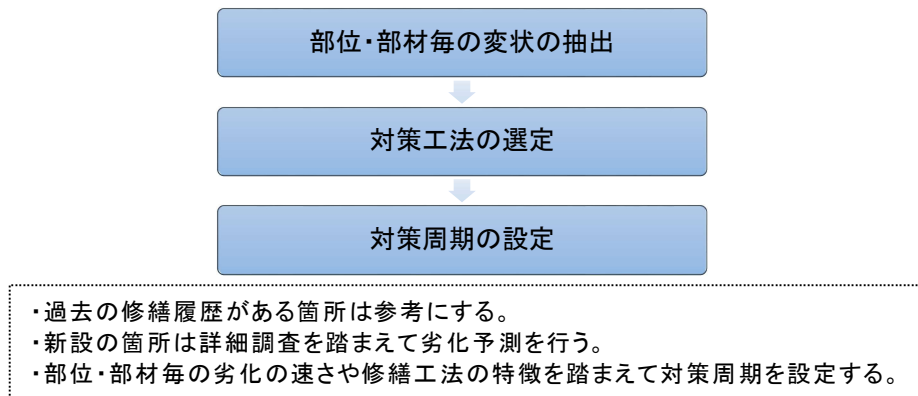 部位・部材毎の変状の抽出
対策工法の選定
対策周期の設定
・過去の修繕履歴がある箇所は参考にする。
・新設の箇所は詳細調査を踏まえて劣化予測を行う。
・部位・部材毎の劣化の速さや修繕工法の特徴を踏まえて対策周期を設定する。